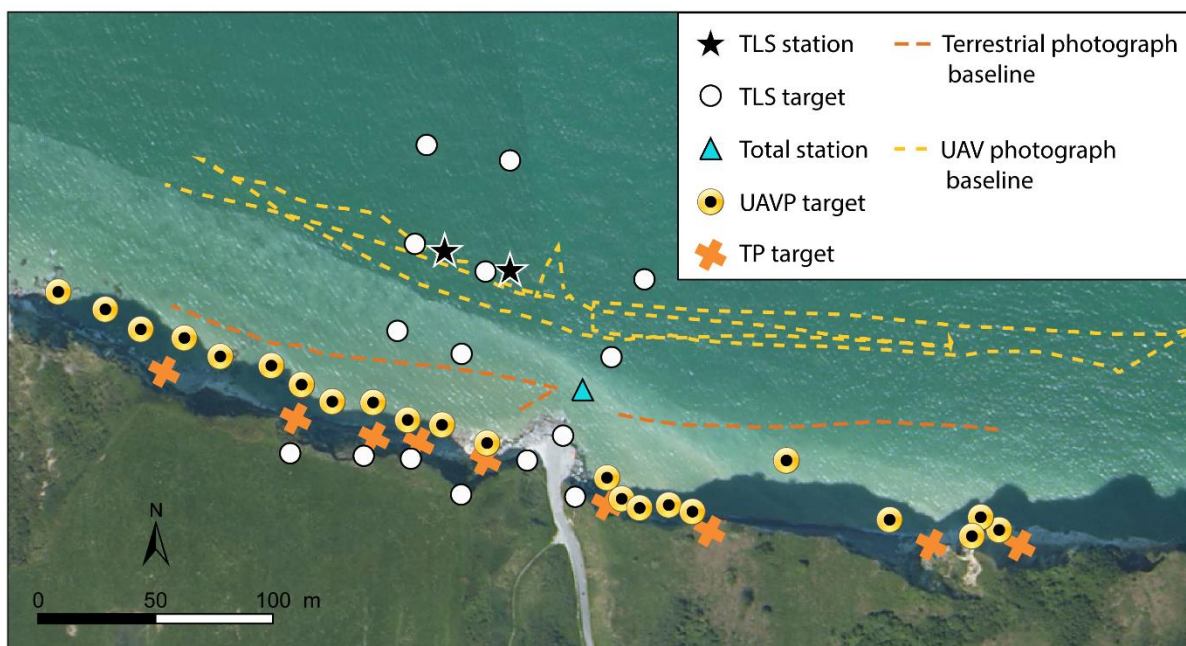 TLS station
TLS target
Total station
UAVP target
TP target
Terrestrial photograph
baseline
UAV photograph
baseline
N
0 50 100 m